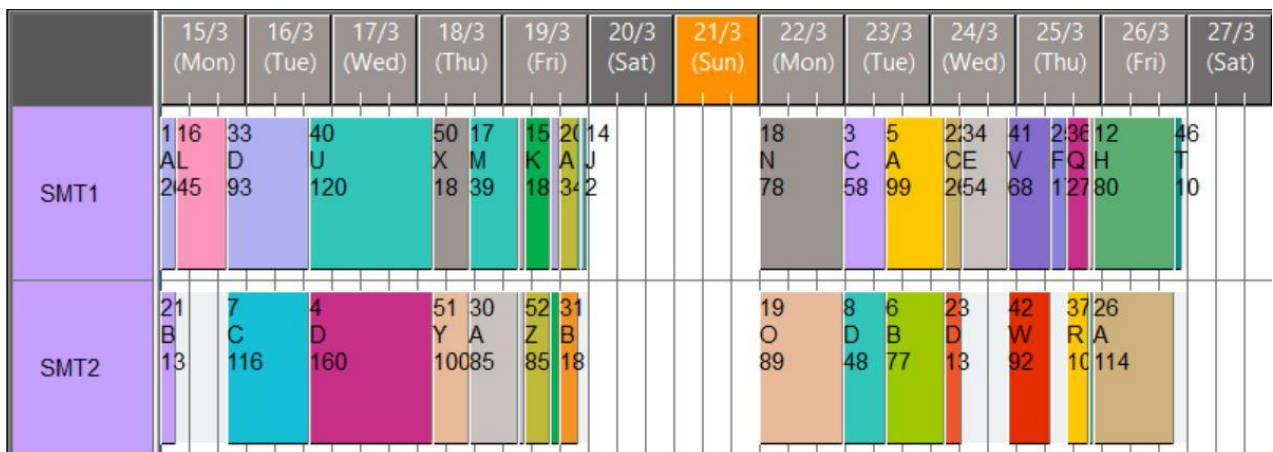 15/3 16/3 17/3 18/3 19/3 20/3 21/3 22/3 23/3 24/3 25/3 26/3 27/3
(Mon) (Tue) (Wed) (Thu) (Fri) (Sat) (Sun) (Mon) (Tue) (Wed) (Thu) (Fri) (Sat)
1 16 33 40 50 17 15 20 14 18 3 5 34 41 36 12 46
A L D U X M K A J N C A C E V F Q H T
SMT1
45 93 120 18 39 18 34 2 78 58 99 54 68 27 80 10
21 7 4 51 30 52 31 19 8 6 23 42 37 26
B C D Y A Z B O D B D W R A
SMT2
13 116 160 100 85 85 18 89 48 77 13 92 10 114